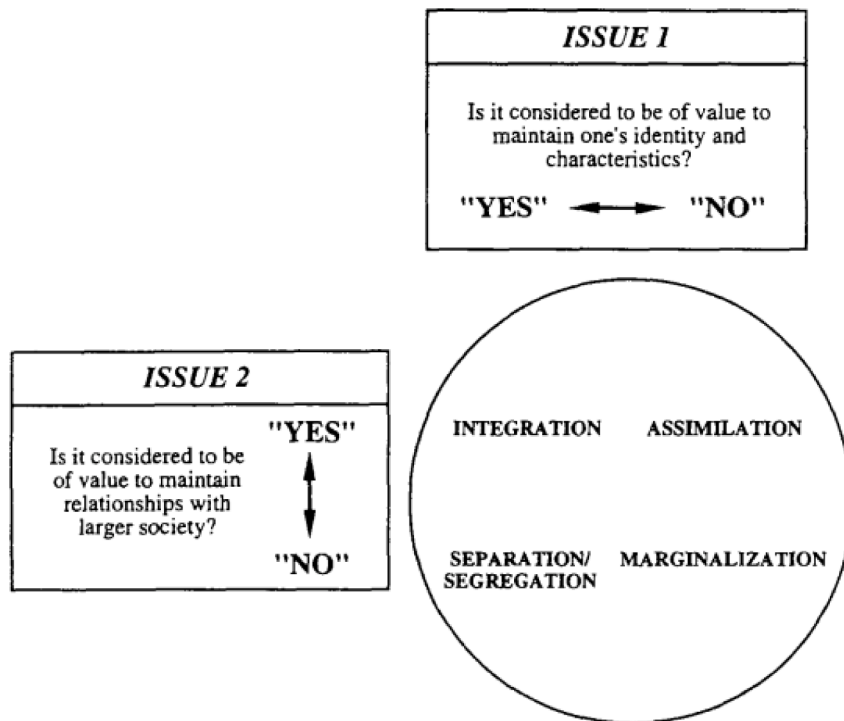 ISSUE 1
Is it considered to be of value to
maintain one's identity and
characteristics?
"YES" "NO"
ISSUE 2
"YES"
Is it considered to be
of value to maintain
relationships with
larger society?
"NO"
INTEGRATION ASSIMILATION
SEPARATION/ MARGINALIZATION
SEGREGATION